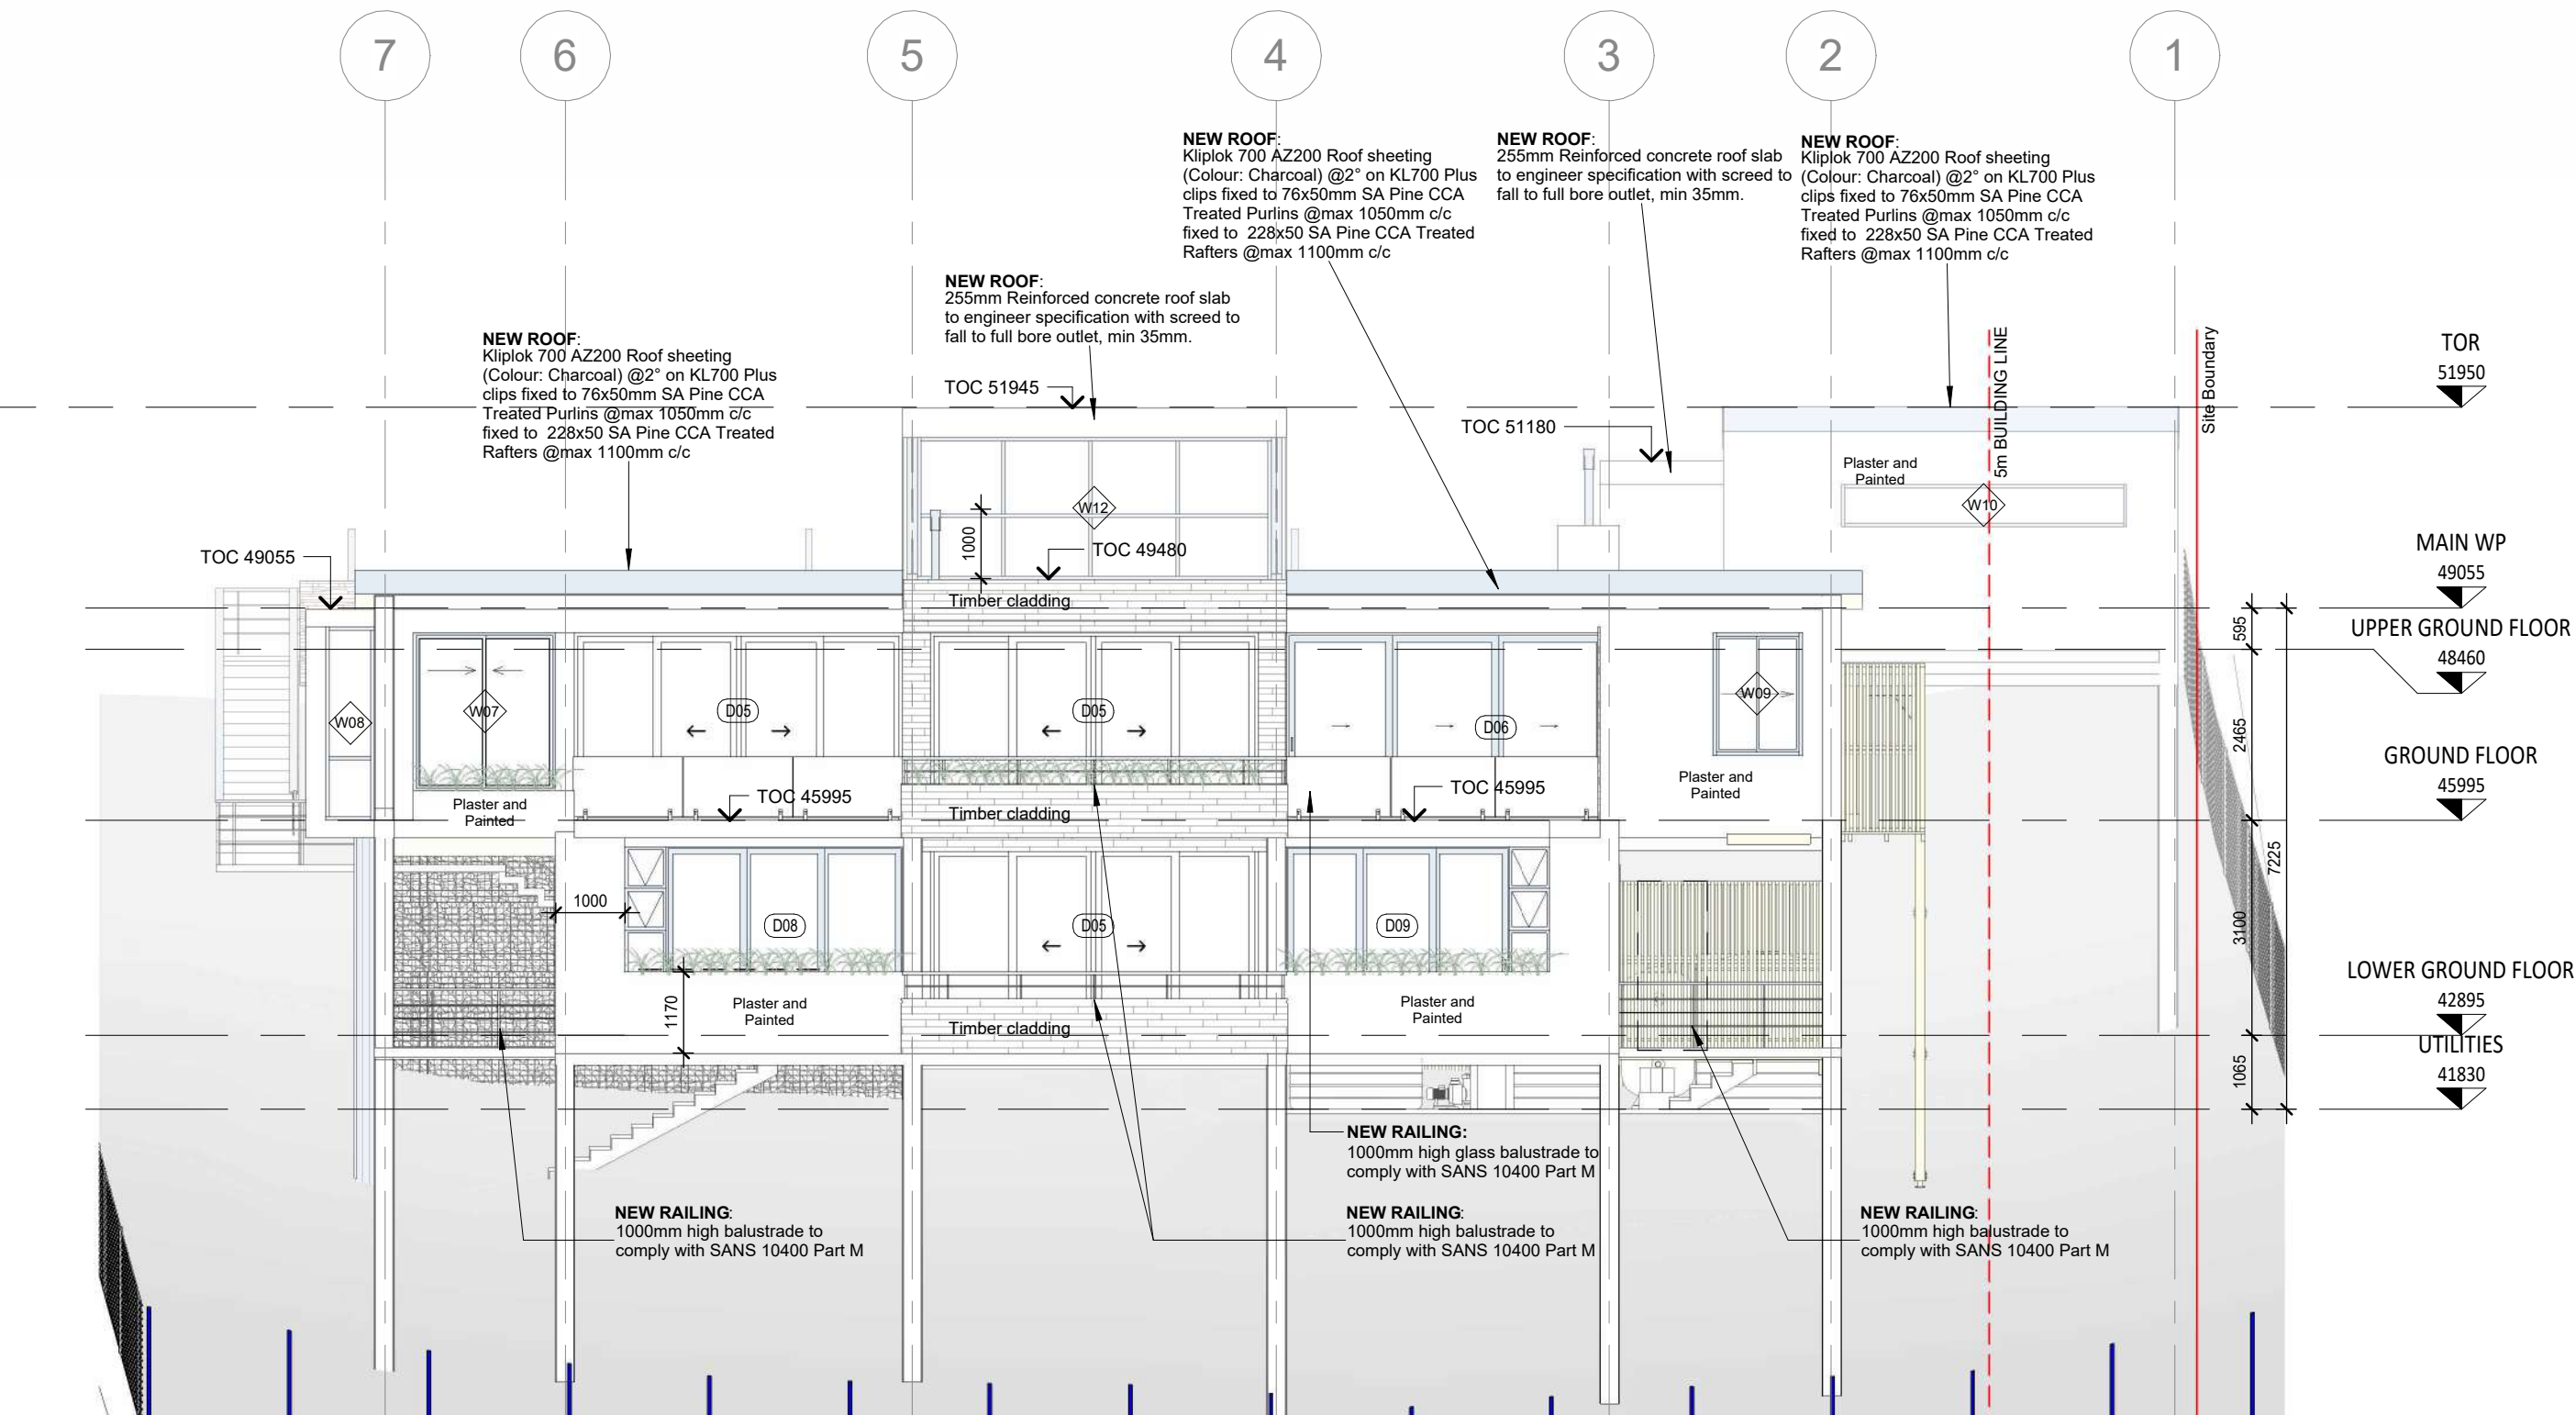 7
6
5
4
3
2
1
NEW ROOF:
Kliplok 700 AZ200 Roof sheeting
(Colour: Charcoal) @2° on KL700 Plus
clips fixed to 76x50mm SA Pine CCA
Treated Purlins @max 1050mm c/c
fixed to 228x50 SA Pine CCA Treated
Rafters @max 1100mm c/c
NEW ROOF:
255mm Reinforced concrete roof slab
to engineer specification with screed to
fall to full bore outlet, min 35mm.
NEW ROOF:
Kliplok 700 AZ200 Roof sheeting
(Colour: Charcoal) @2° on KL700 Plus
clips fixed to 76x50mm SA Pine CCA
Treated Purlins @max 1050mm c/c
fixed to 228x50 SA Pine CCA Treated
Rafters @max 1100mm c/c
NEW ROOF:
255mm Reinforced concrete roof slab
to engineer specification with screed to
fall to full bore outlet, min 35mm.
NEW ROOF:
Kliplok 700 AZ200 Roof sheeting
(Colour: Charcoal) @2° on KL700 Plus
clips fixed to 76x50mm SA Pine CCA
Treated Purlins @max 1050mm c/c
fixed to 228x50 SA Pine CCA Treated
Rafters @max 1100mm c/c
5m BUILDING LINE
Site Boundary
TOR
51950
TOC 51945
TOC 51180
Plaster and
Painted
W10
W12
1000
TOC 49480
TOC 49055
MAIN WP
49055
Timber cladding
595
UPPER GROUND FLOOR
48460
W08
W07
D05
D05
D06
W09
2465
GROUND FLOOR
45995
Plaster and
Painted
TOC 45995
Timber cladding
TOC 45995
Plaster and
Painted
7225
1000
D08
D05
D09
3100
LOWER GROUND FLOOR
42895
1170
Plaster and
Painted
Timber cladding
Plaster and
Painted
UTILITIES
41830
1065
NEW RAILING:
1000mm high glass balustrade to
comply with SANS 10400 Part M
NEW RAILING:
1000mm high balustrade to
comply with SANS 10400 Part M
NEW RAILING:
1000mm high balustrade to
comply with SANS 10400 Part M
NEW RAILING:
1000mm high balustrade to
comply with SANS 10400 Part M